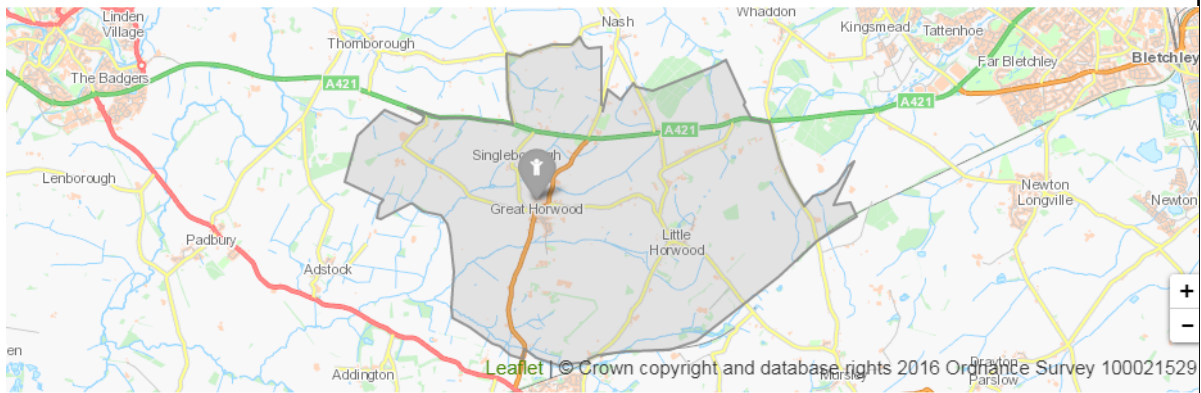 Linden
Village
Nash
Whaddon
Kingsmead
Tattenhoe
Thornborough
Far Bletchley
Bletchley
The Badgers
A421
A421
A421
Singleborough
Lenborough
Great Horwood
Newton
Longville
Newton
Padbury
Little
Horwood
Adstock
+
−
en
Addington
Drayton
Parslow
Mursley
Leaflet | © Crown copyright and database rights 2016 Ordnance Survey 100021529